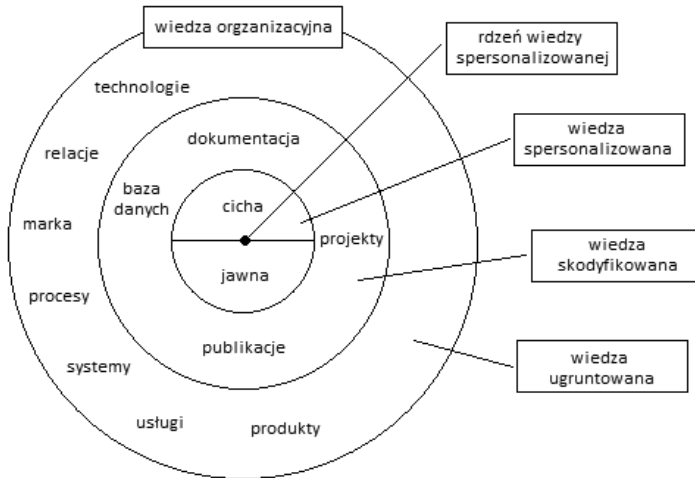 wiedza orgzanizacyjna
rdzeń wiedzy
spersonalizowanej
technologie
dokumentacja
wiedza
spersonalizowana
relacje
baza
danych
cicha
marka
projekty
wiedza
skodyfikowana
jawna
procesy
publikacje
systemy
wiedza
ugruntowana
usługi
produkty